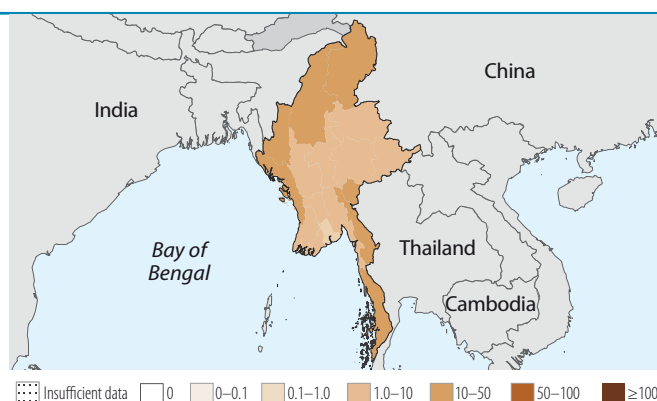 China
India
Bay of
Bengal
Thailand
Cambodia
Insufficient data 0 0–0.1 0.1–1.0 1.0–10 10–50 50–100 ≥100